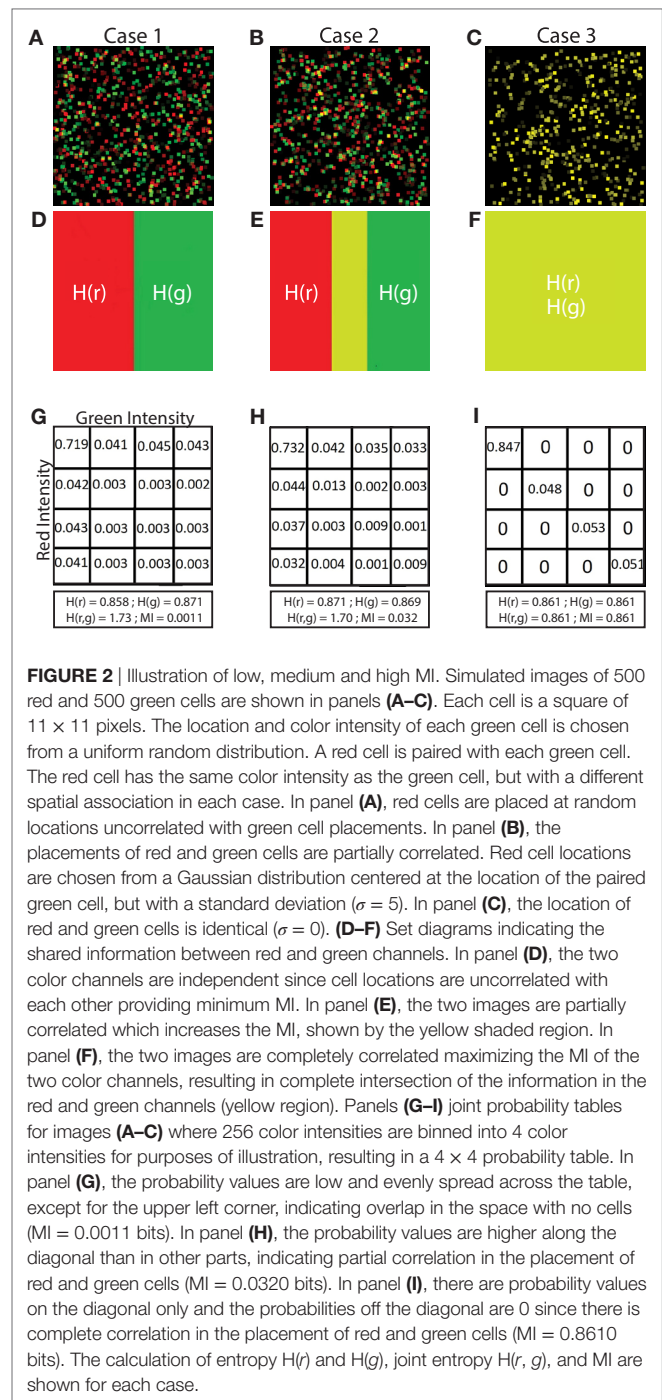 Case 1
Case 2
Case 3
A
B
C
D
E
F
H(r)
H(g)
H(r)
H(g)
H(r)
H(g)
G
H
I
Green Intensity
Red Intensity
0.719 0.041 0.045 0.043
0.042 0.003 0.003 0.002
0.043 0.003 0.003 0.003
0.041 0.003 0.003 0.003
H(r) = 0.858 ; H(g) = 0.871
H(r,g) = 1.73 ; MI = 0.0011
0.732 0.042 0.035 0.033
0.044 0.013 0.002 0.003
0.037 0.003 0.009 0.001
0.032 0.004 0.001 0.009
H(r) = 0.871 ; H(g) = 0.869
H(r,g) = 1.70 ; MI = 0.032
0.847 0 0 0
0 0.048 0 0
0 0 0.053 0
0 0 0 0.051
H(r) = 0.861 ; H(g) = 0.861
H(r,g) = 0.861 ; MI = 0.861
FIGURE 2 | Illustration of low, medium and high MI. Simulated images of 500
red and 500 green cells are shown in panels (A–C). Each cell is a square of
11 × 11 pixels. The location and color intensity of each green cell is chosen
from a uniform random distribution. A red cell is paired with each green cell.
The red cell has the same color intensity as the green cell, but with a different
spatial association in each case. In panel (A), red cells are placed at random
locations uncorrelated with green cell placements. In panel (B), the
placements of red and green cells are partially correlated. Red cell locations
are chosen from a Gaussian distribution centered at the location of the paired
green cell, but with a standard deviation (σ = 5). In panel (C), the location of
red and green cells is identical (σ = 0). (D–F) Set diagrams indicating the
shared information between red and green channels. In panel (D), the two
color channels are independent since cell locations are uncorrelated with
each other providing minimum MI. In panel (E), the two images are partially
correlated which increases the MI, shown by the yellow shaded region. In
panel (F), the two images are completely correlated maximizing the MI of the
two color channels, resulting in complete intersection of the information in the
red and green channels (yellow region). Panels (G–I) joint probability tables
for images (A–C) where 256 color intensities are binned into 4 color
intensities for purposes of illustration, resulting in a 4 × 4 probability table. In
panel (G), the probability values are low and evenly spread across the table,
except for the upper left corner, indicating overlap in the space with no cells
(MI = 0.0011 bits). In panel (H), the probability values are higher along the
diagonal than in other parts, indicating partial correlation in the placement of
red and green cells (MI = 0.0320 bits). In panel (I), there are probability values
on the diagonal only and the probabilities off the diagonal are 0 since there is
complete correlation in the placement of red and green cells (MI = 0.8610
bits). The calculation of entropy H(r) and H(g), joint entropy H(r, g), and MI are
shown for each case.